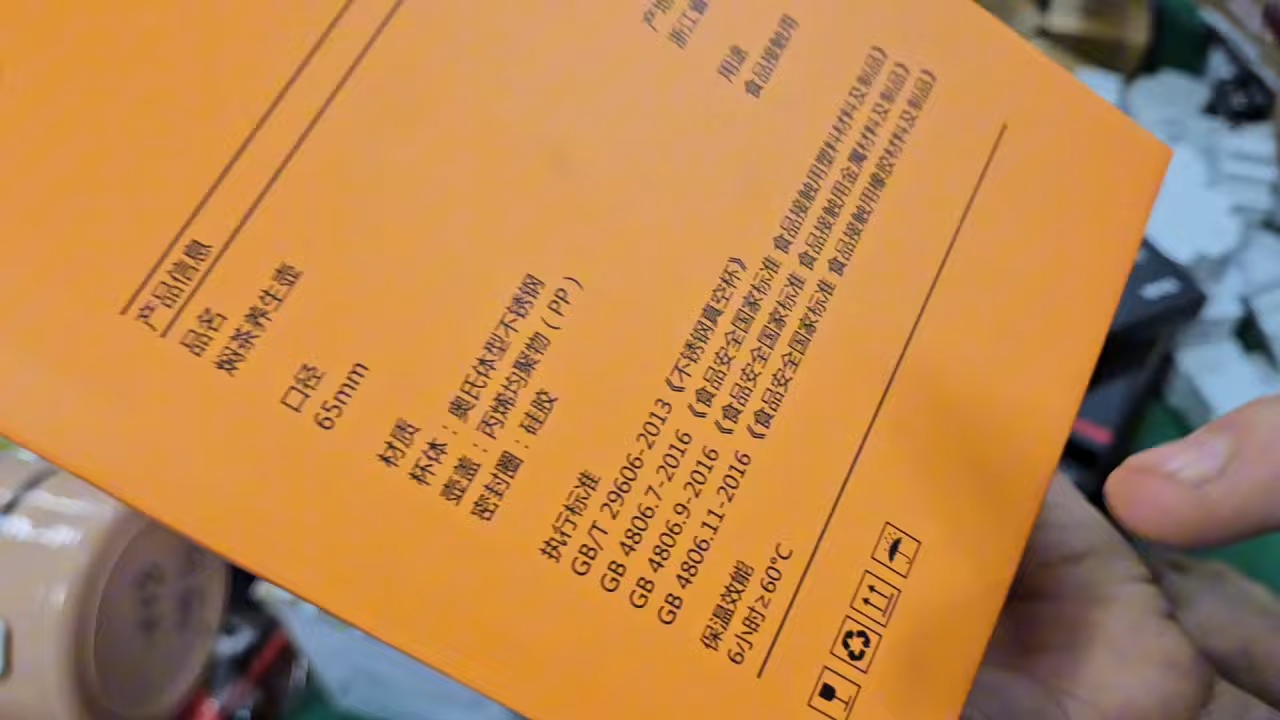 产品信息
品名
焖茶养生壶
口径
65mm
材质
杯体：奥氏体型不锈钢
壶盖：丙烯均聚物（PP）
密封圈：硅胶
产地
浙江省
用途
食品接触用
执行标准
GB/T 29606-2013《不锈钢真空杯》
GB 4806.7-2016《食品安全国家标准 食品接触用塑料材料及制品》
GB 4806.9-2016《食品安全国家标准 食品接触用金属材料及制品》
GB 4806.11-2016《食品安全国家标准 食品接触用橡胶材料及制品》
保温效能
6小时≥60°C